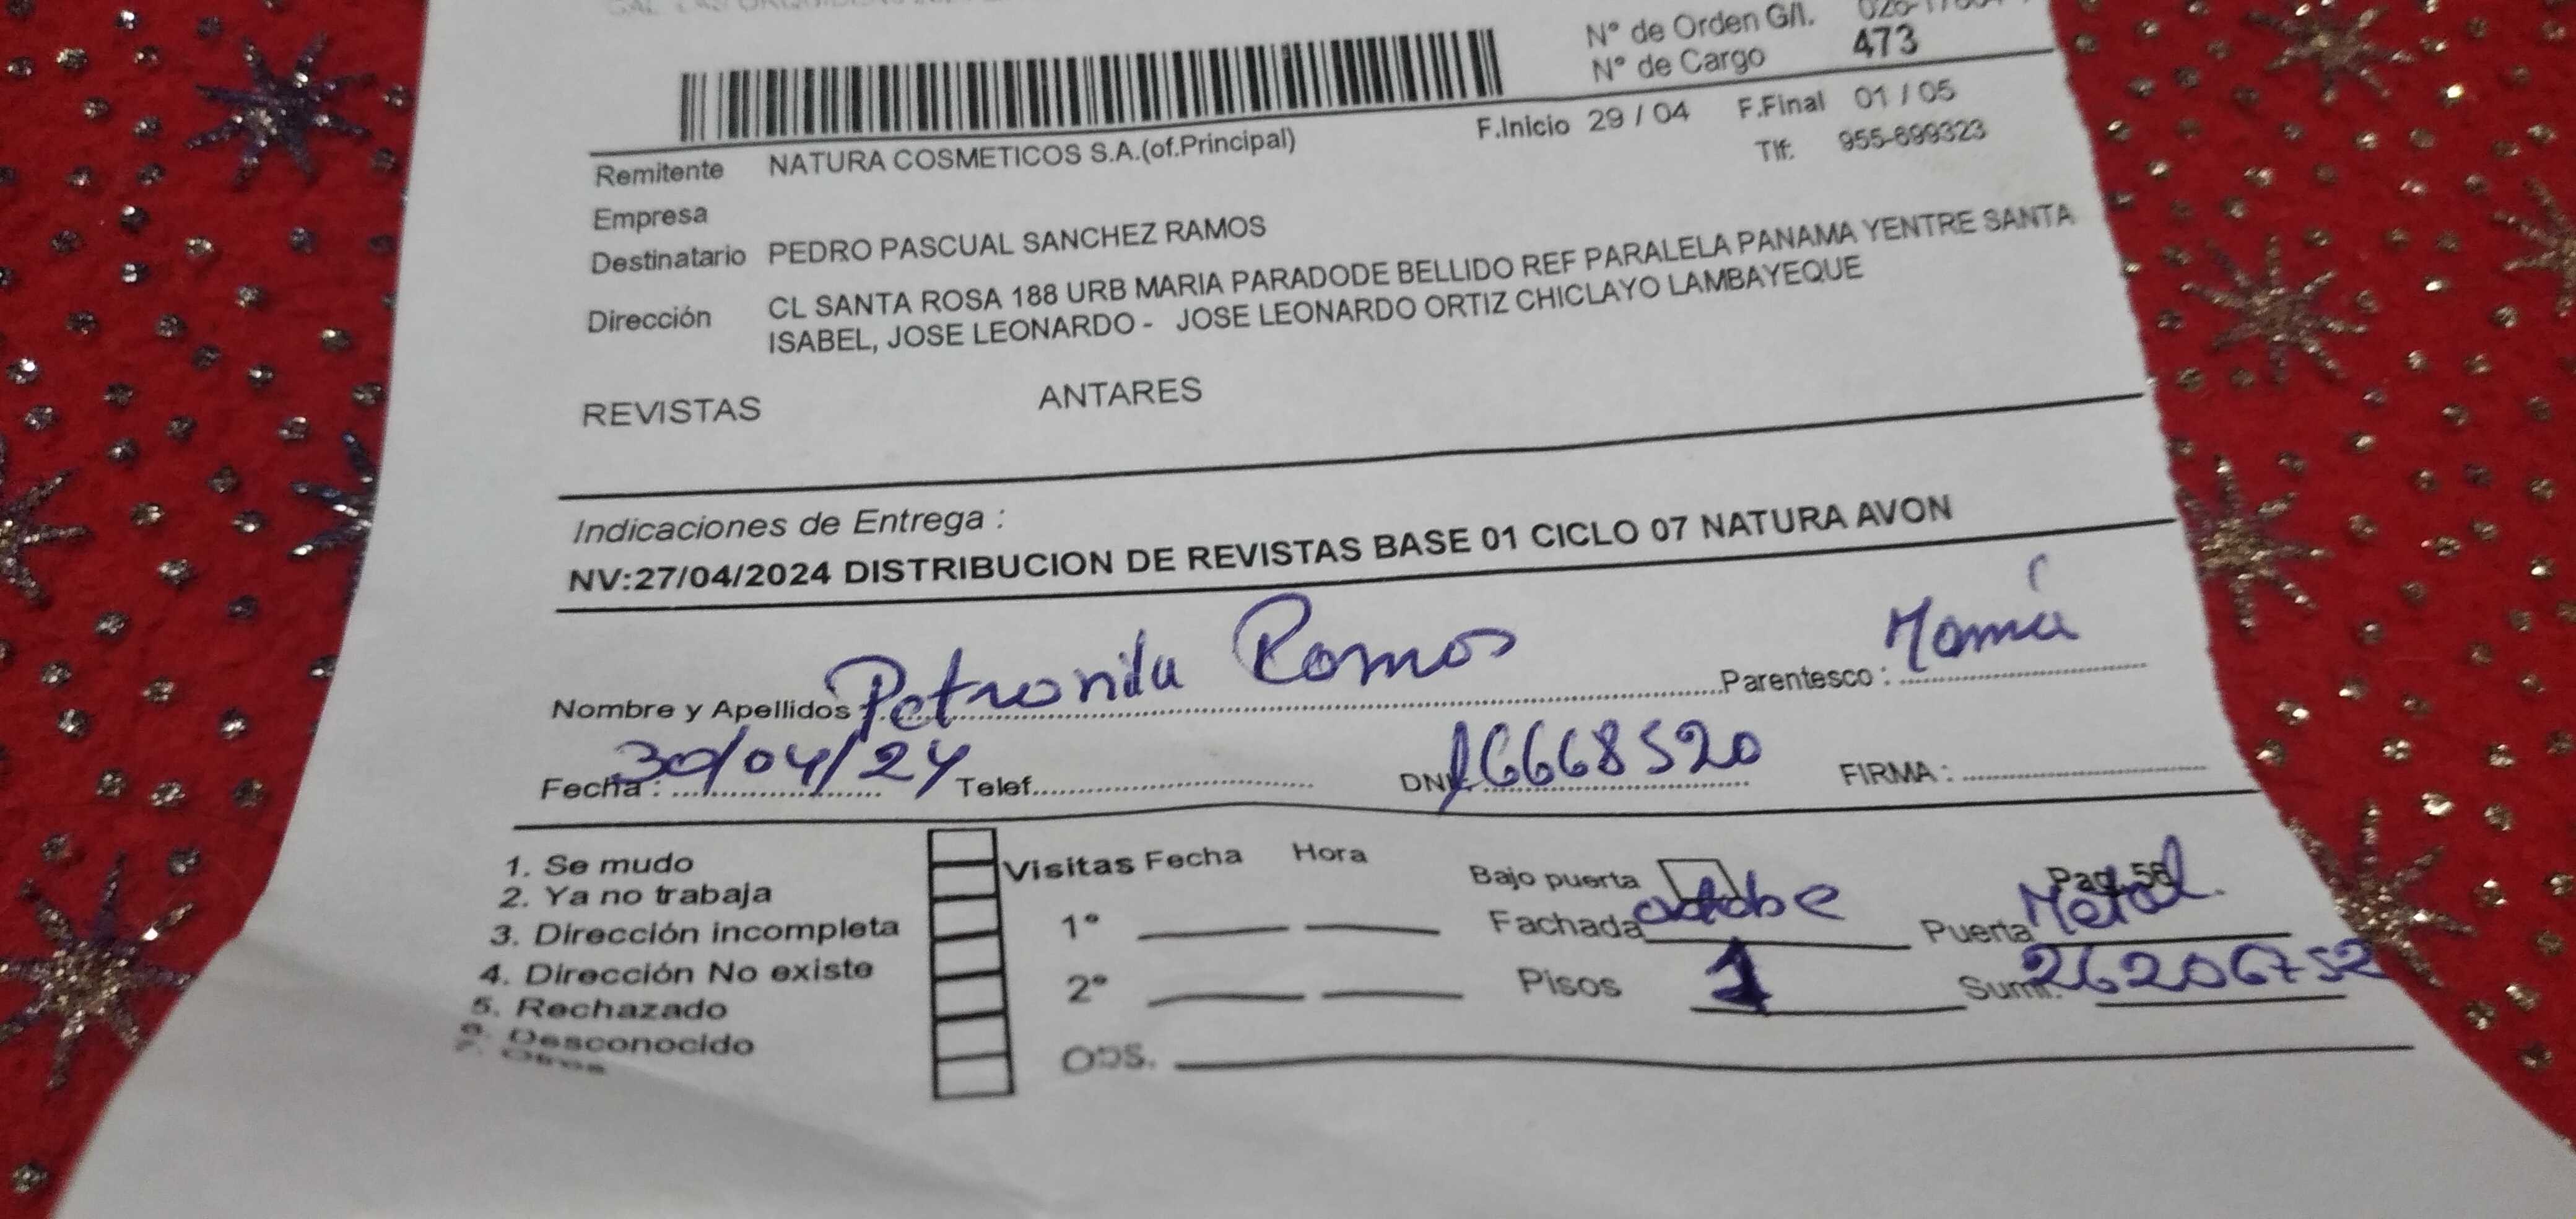 N° de Orden G/I.
N° de Cargo 473
F.Inicio 29 / 04 F.Final 01 / 05
Remitente NATURA COSMETICOS S.A.(of.Principal) Tlf: 955-699323
Empresa
Destinatario PEDRO PASCUAL SANCHEZ RAMOS
Dirección CL SANTA ROSA 188 URB MARIA PARADODE BELLIDO REF PARALELA PANAMA YENTRE SANTA
ISABEL, JOSE LEONARDO - JOSE LEONARDO ORTIZ CHICLAYO LAMBAYEQUE
REVISTAS ANTARES
Indicaciones de Entrega :
NV:27/04/2024 DISTRIBUCION DE REVISTAS BASE 01 CICLO 07 NATURA AVON
Nombre y Apellidos : Petronila Ramos Parentesco : Mamá
Fecha : 30/04/24 Telef. DNI. 16668520 FIRMA :
1. Se mudo
2. Ya no trabaja
3. Dirección incompleta
4. Dirección No existe
5. Rechazado
6. Desconocido
7. Otros
Visitas Fecha Hora
1°
2°
Obs.
Bajo puerta Pag. 56
Fachada Puerta Metal.
Pisos 1 Sum. 26206752